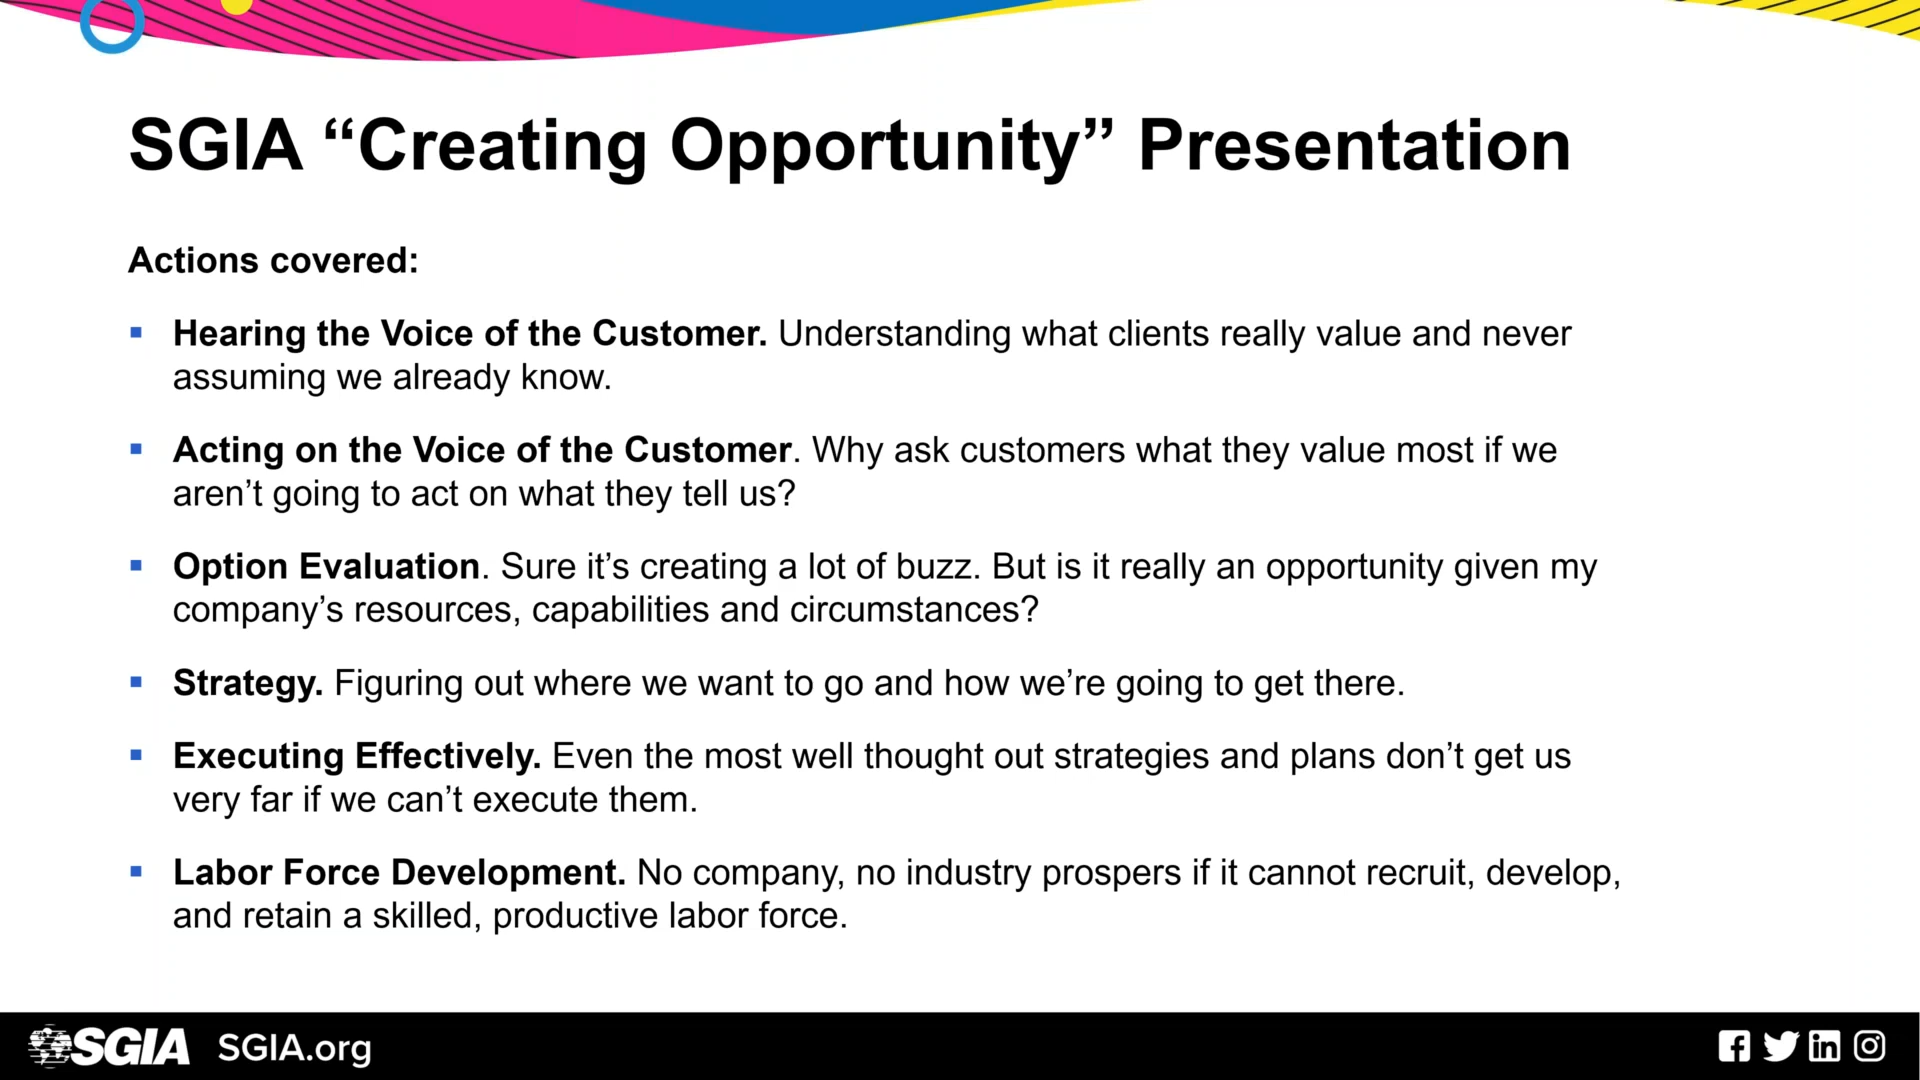 SGIA “Creating Opportunity” Presentation
Actions covered:
▪ Hearing the Voice of the Customer. Understanding what clients really value and never
assuming we already know.
▪ Acting on the Voice of the Customer. Why ask customers what they value most if we
aren’t going to act on what they tell us?
▪ Option Evaluation. Sure it’s creating a lot of buzz. But is it really an opportunity given my
company’s resources, capabilities and circumstances?
▪ Strategy. Figuring out where we want to go and how we’re going to get there.
▪ Executing Effectively. Even the most well thought out strategies and plans don’t get us
very far if we can’t execute them.
▪ Labor Force Development. No company, no industry prospers if it cannot recruit, develop,
and retain a skilled, productive labor force.
SGIA SGIA.org